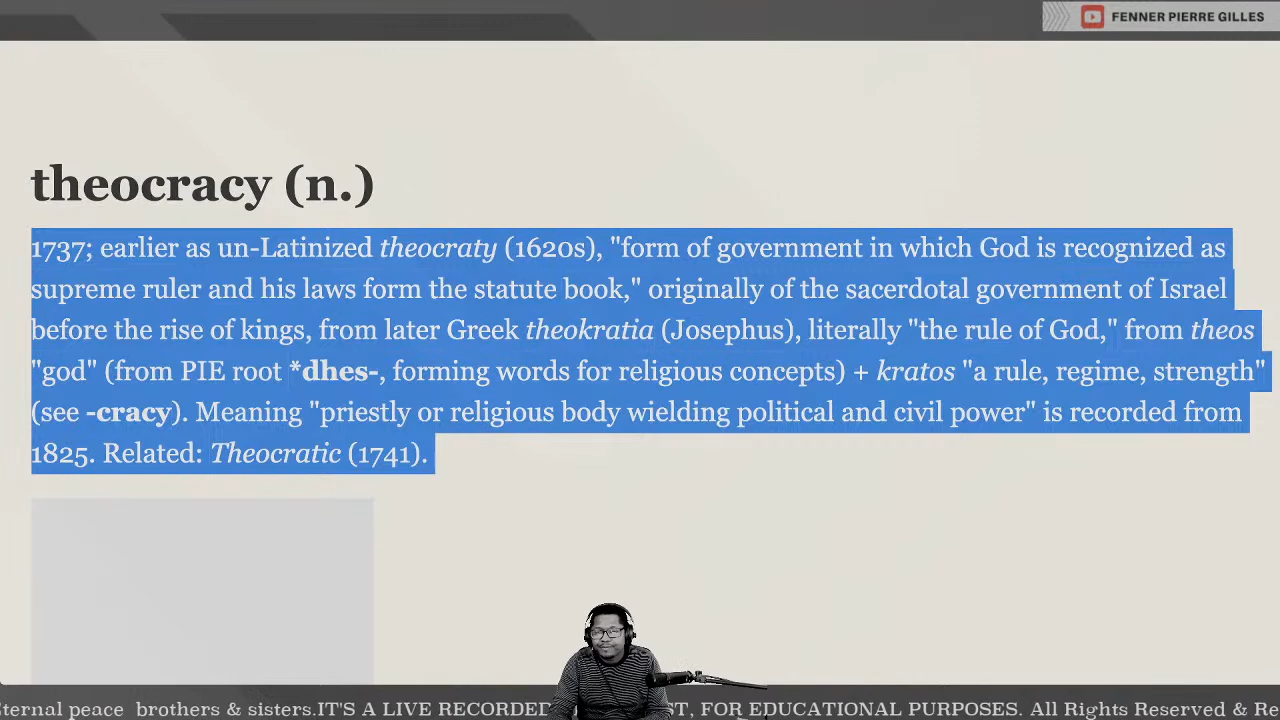 FENNER PIERRE GILLES
theocracy (n.)
1737; earlier as un-Latinized theocraty (1620s), "form of government in which God is recognized as
supreme ruler and his laws form the statute book," originally of the sacerdotal government of Israel
before the rise of kings, from later Greek theokratia (Josephus), literally "the rule of God," from theos
"god" (from PIE root *dhes-, forming words for religious concepts) + kratos "a rule, regime, strength"
(see -cracy). Meaning "priestly or religious body wielding political and civil power" is recorded from
1825. Related: Theocratic (1741).
peace brothers & sisters.IT'S A LIVE RECORDED FOR EDUCATIONAL PURPOSES. All Rights Reserved &